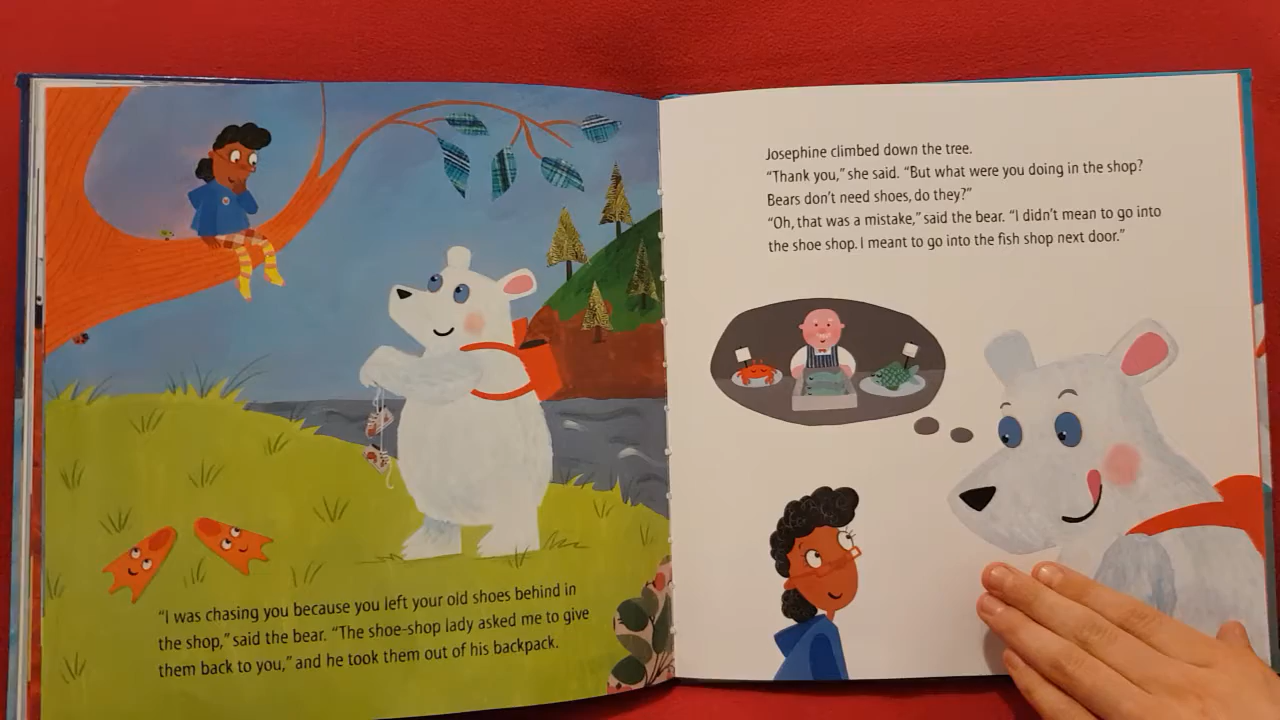 “I was chasing you because you left your old shoes behind in
the shop,” said the bear. “The shoe-shop lady asked me to give
them back to you,” and he took them out of his backpack.
Josephine climbed down the tree.
“Thank you,” she said. “But what were you doing in the shop?
Bears don’t need shoes, do they?”
“Oh, that was a mistake,” said the bear. “I didn’t mean to go into
the shoe shop. I meant to go into the fish shop next door.”